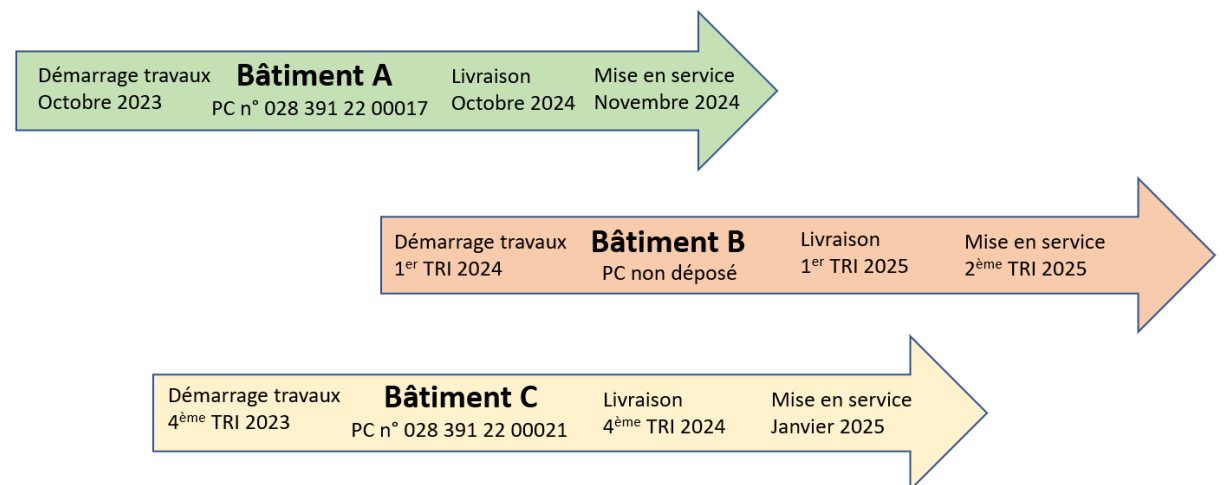 Démarrage travaux
Octobre 2023
Bâtiment A
PC n° 028 391 22 00017
Livraison
Octobre 2024
Mise en service
Novembre 2024
Démarrage travaux
1er TRI 2024
Bâtiment B
PC non déposé
Livraison
1er TRI 2025
Mise en service
2ème TRI 2025
Démarrage travaux
4ème TRI 2023
Bâtiment C
PC n° 028 391 22 00021
Livraison
4ème TRI 2024
Mise en service
Janvier 2025